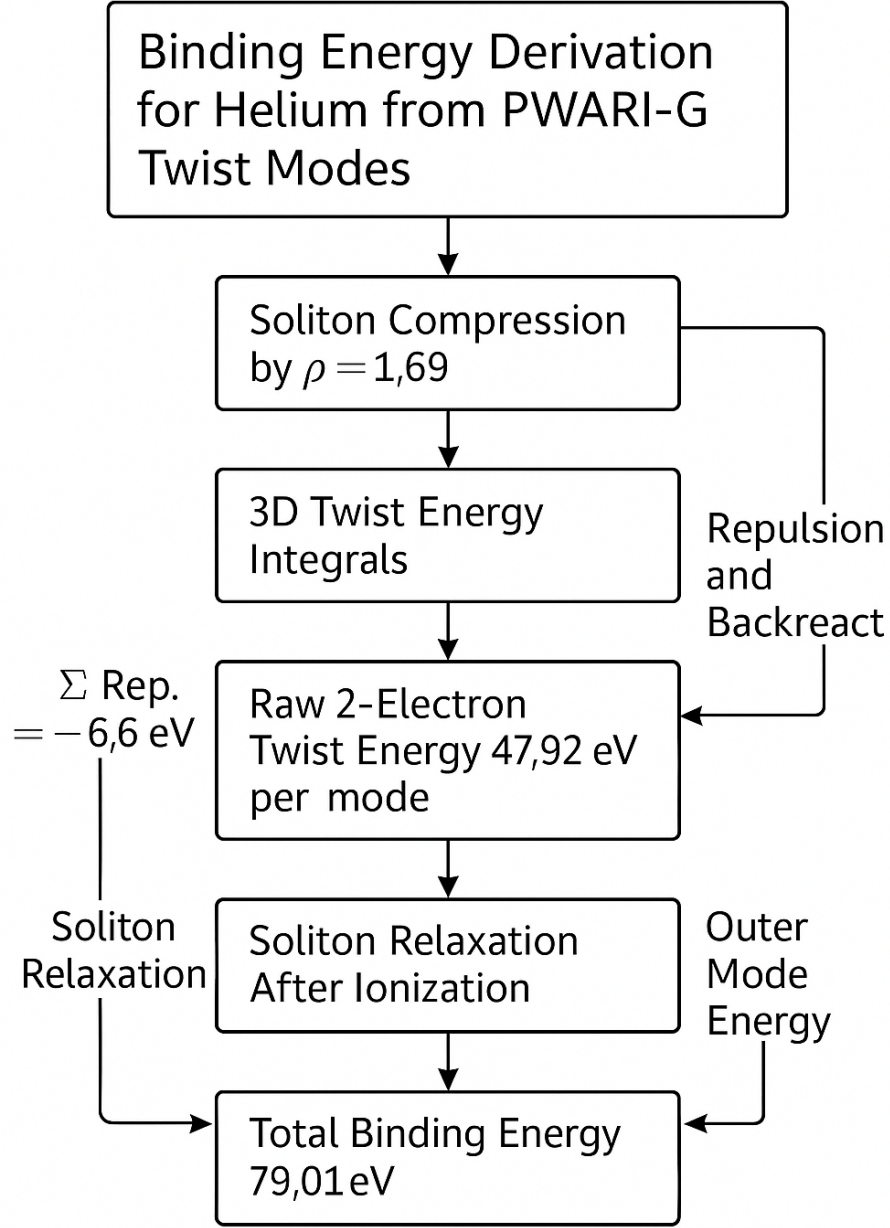 Binding Energy Derivation
for Helium from PWARI-G
Twist Modes
Soliton Compression
by ρ = 1,69
3D Twist Energy
Integrals
Repulsion
and
Backreact
Σ Rep.
= −6,6 eV
Raw 2-Electron
Twist Energy 47,92 eV
per mode
Soliton
Relaxation
Soliton Relaxation
After Ionization
Outer
Mode
Energy
Total Binding Energy
79,01 eV